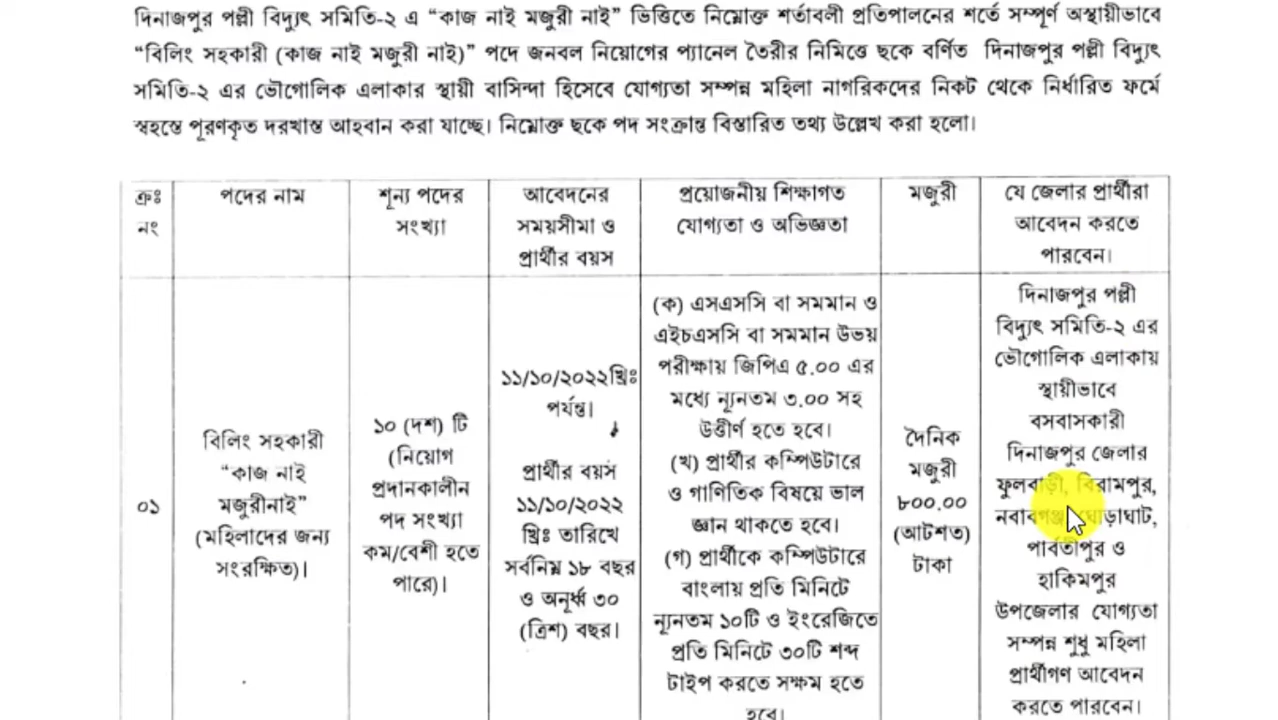 দিনাজপুর পল্লী বিদ্যুৎ সমিতি-২ এ “কাজ নাই মজুরী নাই” ভিত্তিতে নিম্নোক্ত শর্তাবলী প্রতিপালনের শর্তে সম্পূর্ণ অস্থায়ীভাবে
“বিলিং সহকারী (কাজ নাই মজুরী নাই)” পদে জনবল নিয়োগের প্যানেল তৈরীর নিমিত্তে ছকে বর্ণিত দিনাজপুর পল্লী বিদ্যুৎ
সমিতি-২ এর ভৌগোলিক এলাকার স্থায়ী বাসিন্দা হিসেবে যোগ্যতা সম্পন্ন মহিলা নাগরিকদের নিকট থেকে নির্ধারিত ফর্মে
স্বহস্তে পূরণকৃত দরখাস্ত আহবান করা যাচ্ছে। নিম্নোক্ত ছকে পদ সংক্রান্ত বিস্তারিত তথ্য উল্লেখ করা হলো।
ক্রঃ
নং
পদের নাম
শূন্য পদের
সংখ্যা
আবেদনের
সময়সীমা ও
প্রার্থীর বয়স
প্রয়োজনীয় শিক্ষাগত
যোগ্যতা ও অভিজ্ঞতা
মজুরী
যে জেলার প্রার্থীরা
আবেদন করতে
পারবেন।
০১
বিলিং সহকারী
“কাজ নাই
মজুরীনাই”
(মহিলাদের জন্য
সংরক্ষিত)।
১০ (দশ) টি
(নিয়োগ
প্রদানকালীন
পদ সংখ্যা
কম/বেশী হতে
পারে)।
১১/১০/২০২২খ্রিঃ
পর্যন্ত।
প্রার্থীর বয়স
১১/১০/২০২২
খ্রিঃ তারিখে
সর্বনিম্ন ১৮ বছর
ও অনূর্ধ্ব ৩০
(ত্রিশ) বছর।
(ক) এসএসসি বা সমমান ও
এইচএসসি বা সমমান উভয়
পরীক্ষায় জিপিএ ৫.০০ এর
মধ্যে ন্যূনতম ৩.০০ সহ
উত্তীর্ণ হতে হবে।
(খ) প্রার্থীর কম্পিউটারে
ও গাণিতিক বিষয়ে ভাল
জ্ঞান থাকতে হবে।
(গ) প্রার্থীকে কম্পিউটারে
বাংলায় প্রতি মিনিটে
ন্যূনতম ১০টি ও ইংরেজিতে
প্রতি মিনিটে ৩০টি শব্দ
টাইপ করতে সক্ষম হতে
হবে।
দৈনিক
মজুরী
৮০০.০০
(আটশত)
টাকা
দিনাজপুর পল্লী
বিদ্যুৎ সমিতি-২ এর
ভৌগোলিক এলাকায়
স্থায়ীভাবে
বসবাসকারী
দিনাজপুর জেলার
ফুলবাড়ী, বিরামপুর,
নবাবগঞ্জ, ঘোড়াঘাট,
পার্বতীপুর ও
হাকিমপুর
উপজেলার যোগ্যতা
সম্পন্ন শুধু মহিলা
প্রার্থীগণ আবেদন
করতে পারবেন।